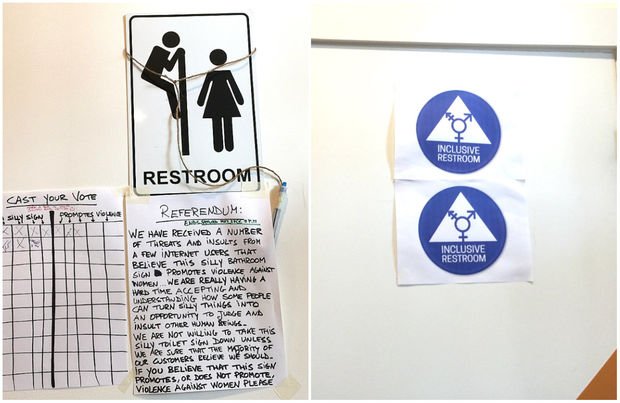 RESTROOM
CAST YOUR VOTE
SILLY SIGN
PROMOTES VIOLENCE
REFERENDUM:
WE HAVE RECEIVED A NUMBER
OF THREATS AND INSULTS FROM
A FEW INTERNET USERS THAT
BELIEVE THIS SILLY BATHROOM
SIGN PROMOTES VIOLENCE AGAINST
WOMEN... WE ARE REALLY HAVING A
HARD TIME ACCEPTING AND
UNDERSTANDING HOW SOME PEOPLE
CAN TURN SILLY THINGS INTO
AN OPPORTUNITY TO JUDGE AND
INSULT OTHER HUMAN BEINGS_
WE ARE NOT WILLING TO TAKE THIS
SILLY TOILET SIGN DOWN UNLESS
WE ARE SURE THAT THE MAJORITY OF
OUR CUSTOMERS BELIEVE WE SHOULD_
IF YOU BELIEVE THAT THIS SIGN
PROMOTES, OR DOES NOT PROMOTE,
VIOLENCE AGAINST WOMEN PLEASE
INCLUSIVE
RESTROOM
INCLUSIVE
RESTROOM